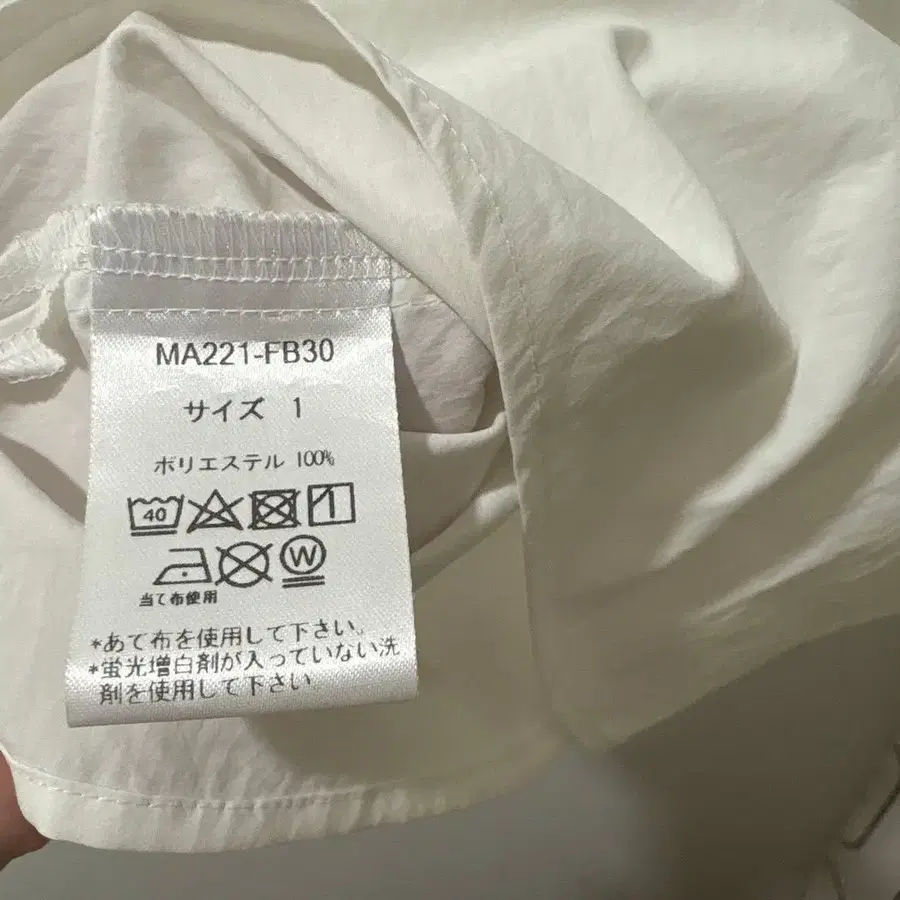 MA221-FB30
サイズ 1
ポリエステル 100%
40
W
当て布使用
*あて布を使用して下さい。
*蛍光増白剤が入っていない洗
剤を使用して下さい